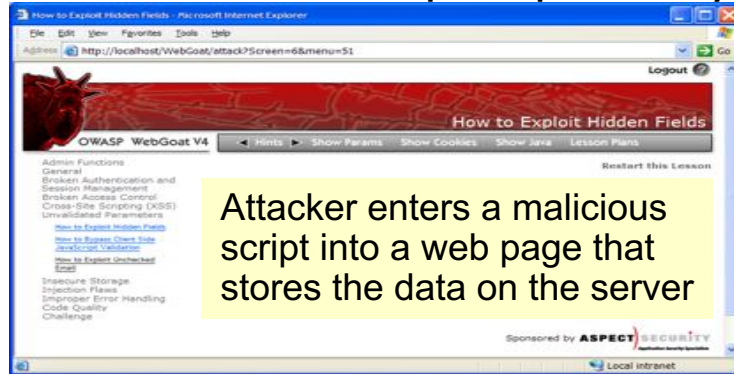 How to Exploit Hidden Fields - Microsoft Internet Explorer
File Edit View Favorites Tools Help
Address http://localhost/WebGoat/attack?Screen=6&menu=51 Go
Logout ?
How to Exploit Hidden Fields
OWASP WebGoat V4 Hints Show Params Show Cookies Show Java Lesson Plans
Restart this Lesson
Admin Functions
General
Broken Authentication and
Session Management
Broken Access Control
Cross-Site Scripting (XSS)
Unvalidated Parameters
How to Exploit Hidden Fields
How to Bypass Client Side
JavaScript Validation
How to Exploit Unchecked
Email
Insecure Storage
Injection Flaws
Improper Error Handling
Code Quality
Challenge
Attacker enters a malicious
script into a web page that
stores the data on the server
Sponsored by ASPECT SECURITY
Application Security Specialists
Local intranet